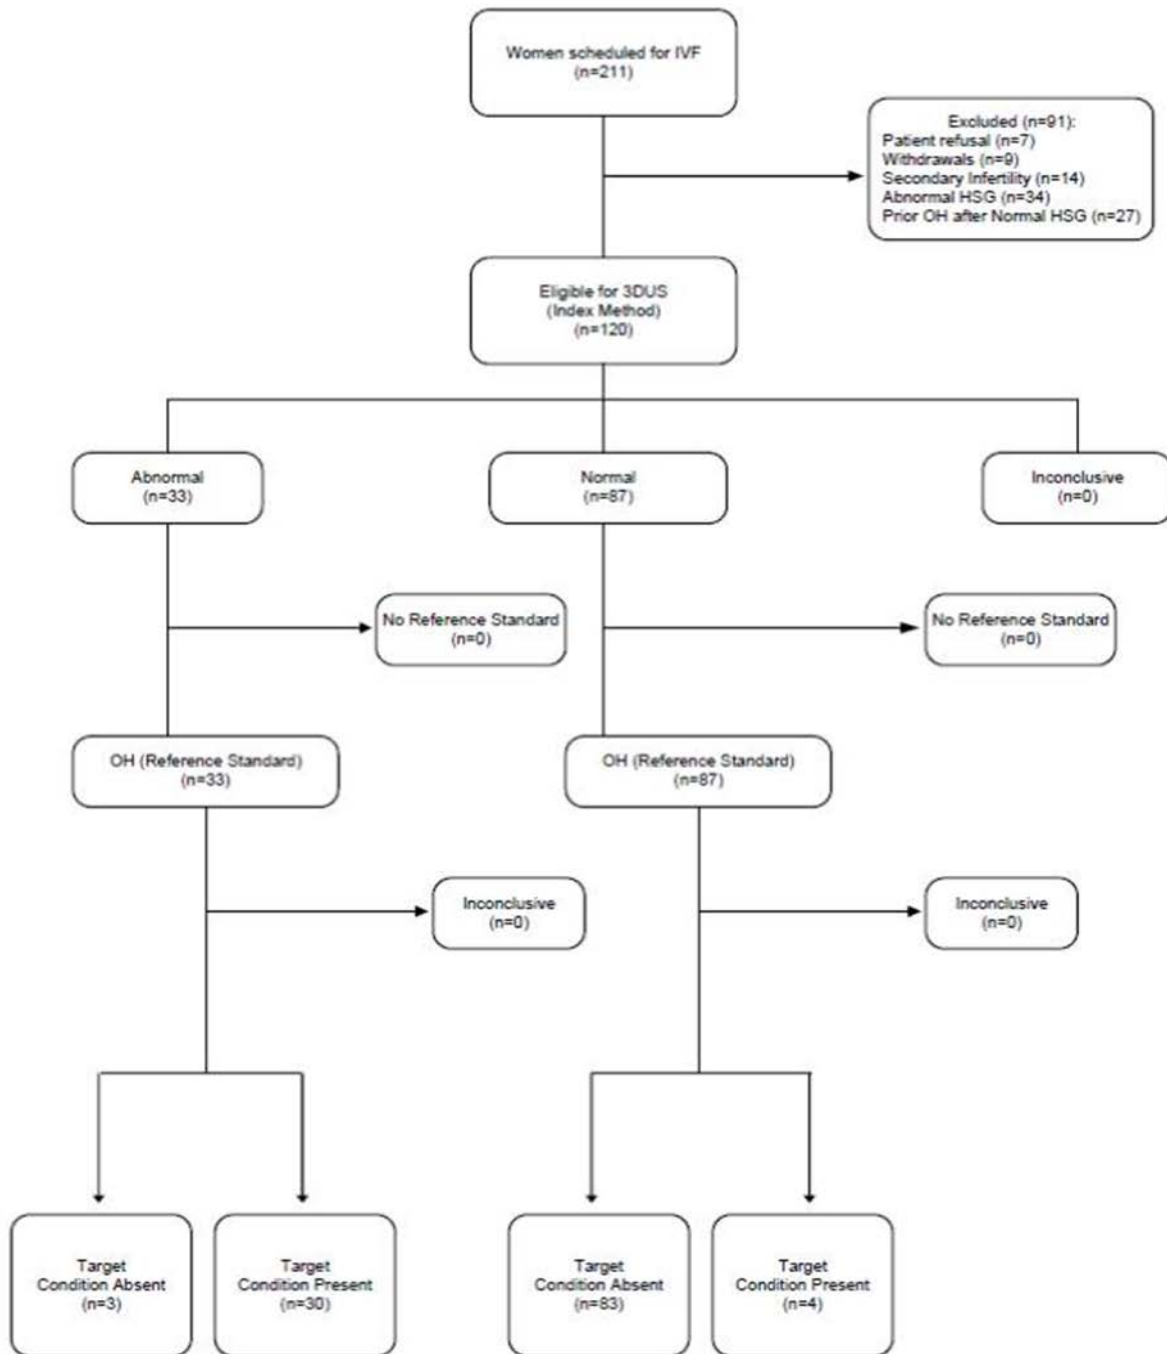 Women scheduled for IVF
(n=211)
Excluded (n=91):
Patient refusal (n=7)
Withdrawals (n=9)
Secondary Infertility (n=14)
Abnormal HSG (n=34)
Prior OH after Normal HSG (n=27)
Eligible for 3DUS
(Index Method)
(n=120)
Abnormal
(n=33)
Normal
(n=87)
Inconclusive
(n=0)
No Reference Standard
(n=0)
No Reference Standard
(n=0)
OH (Reference Standard)
(n=33)
OH (Reference Standard)
(n=87)
Inconclusive
(n=0)
Inconclusive
(n=0)
Target
Condition Absent
(n=3)
Target
Condition Present
(n=30)
Target
Condition Absent
(n=83)
Target
Condition Present
(n=4)